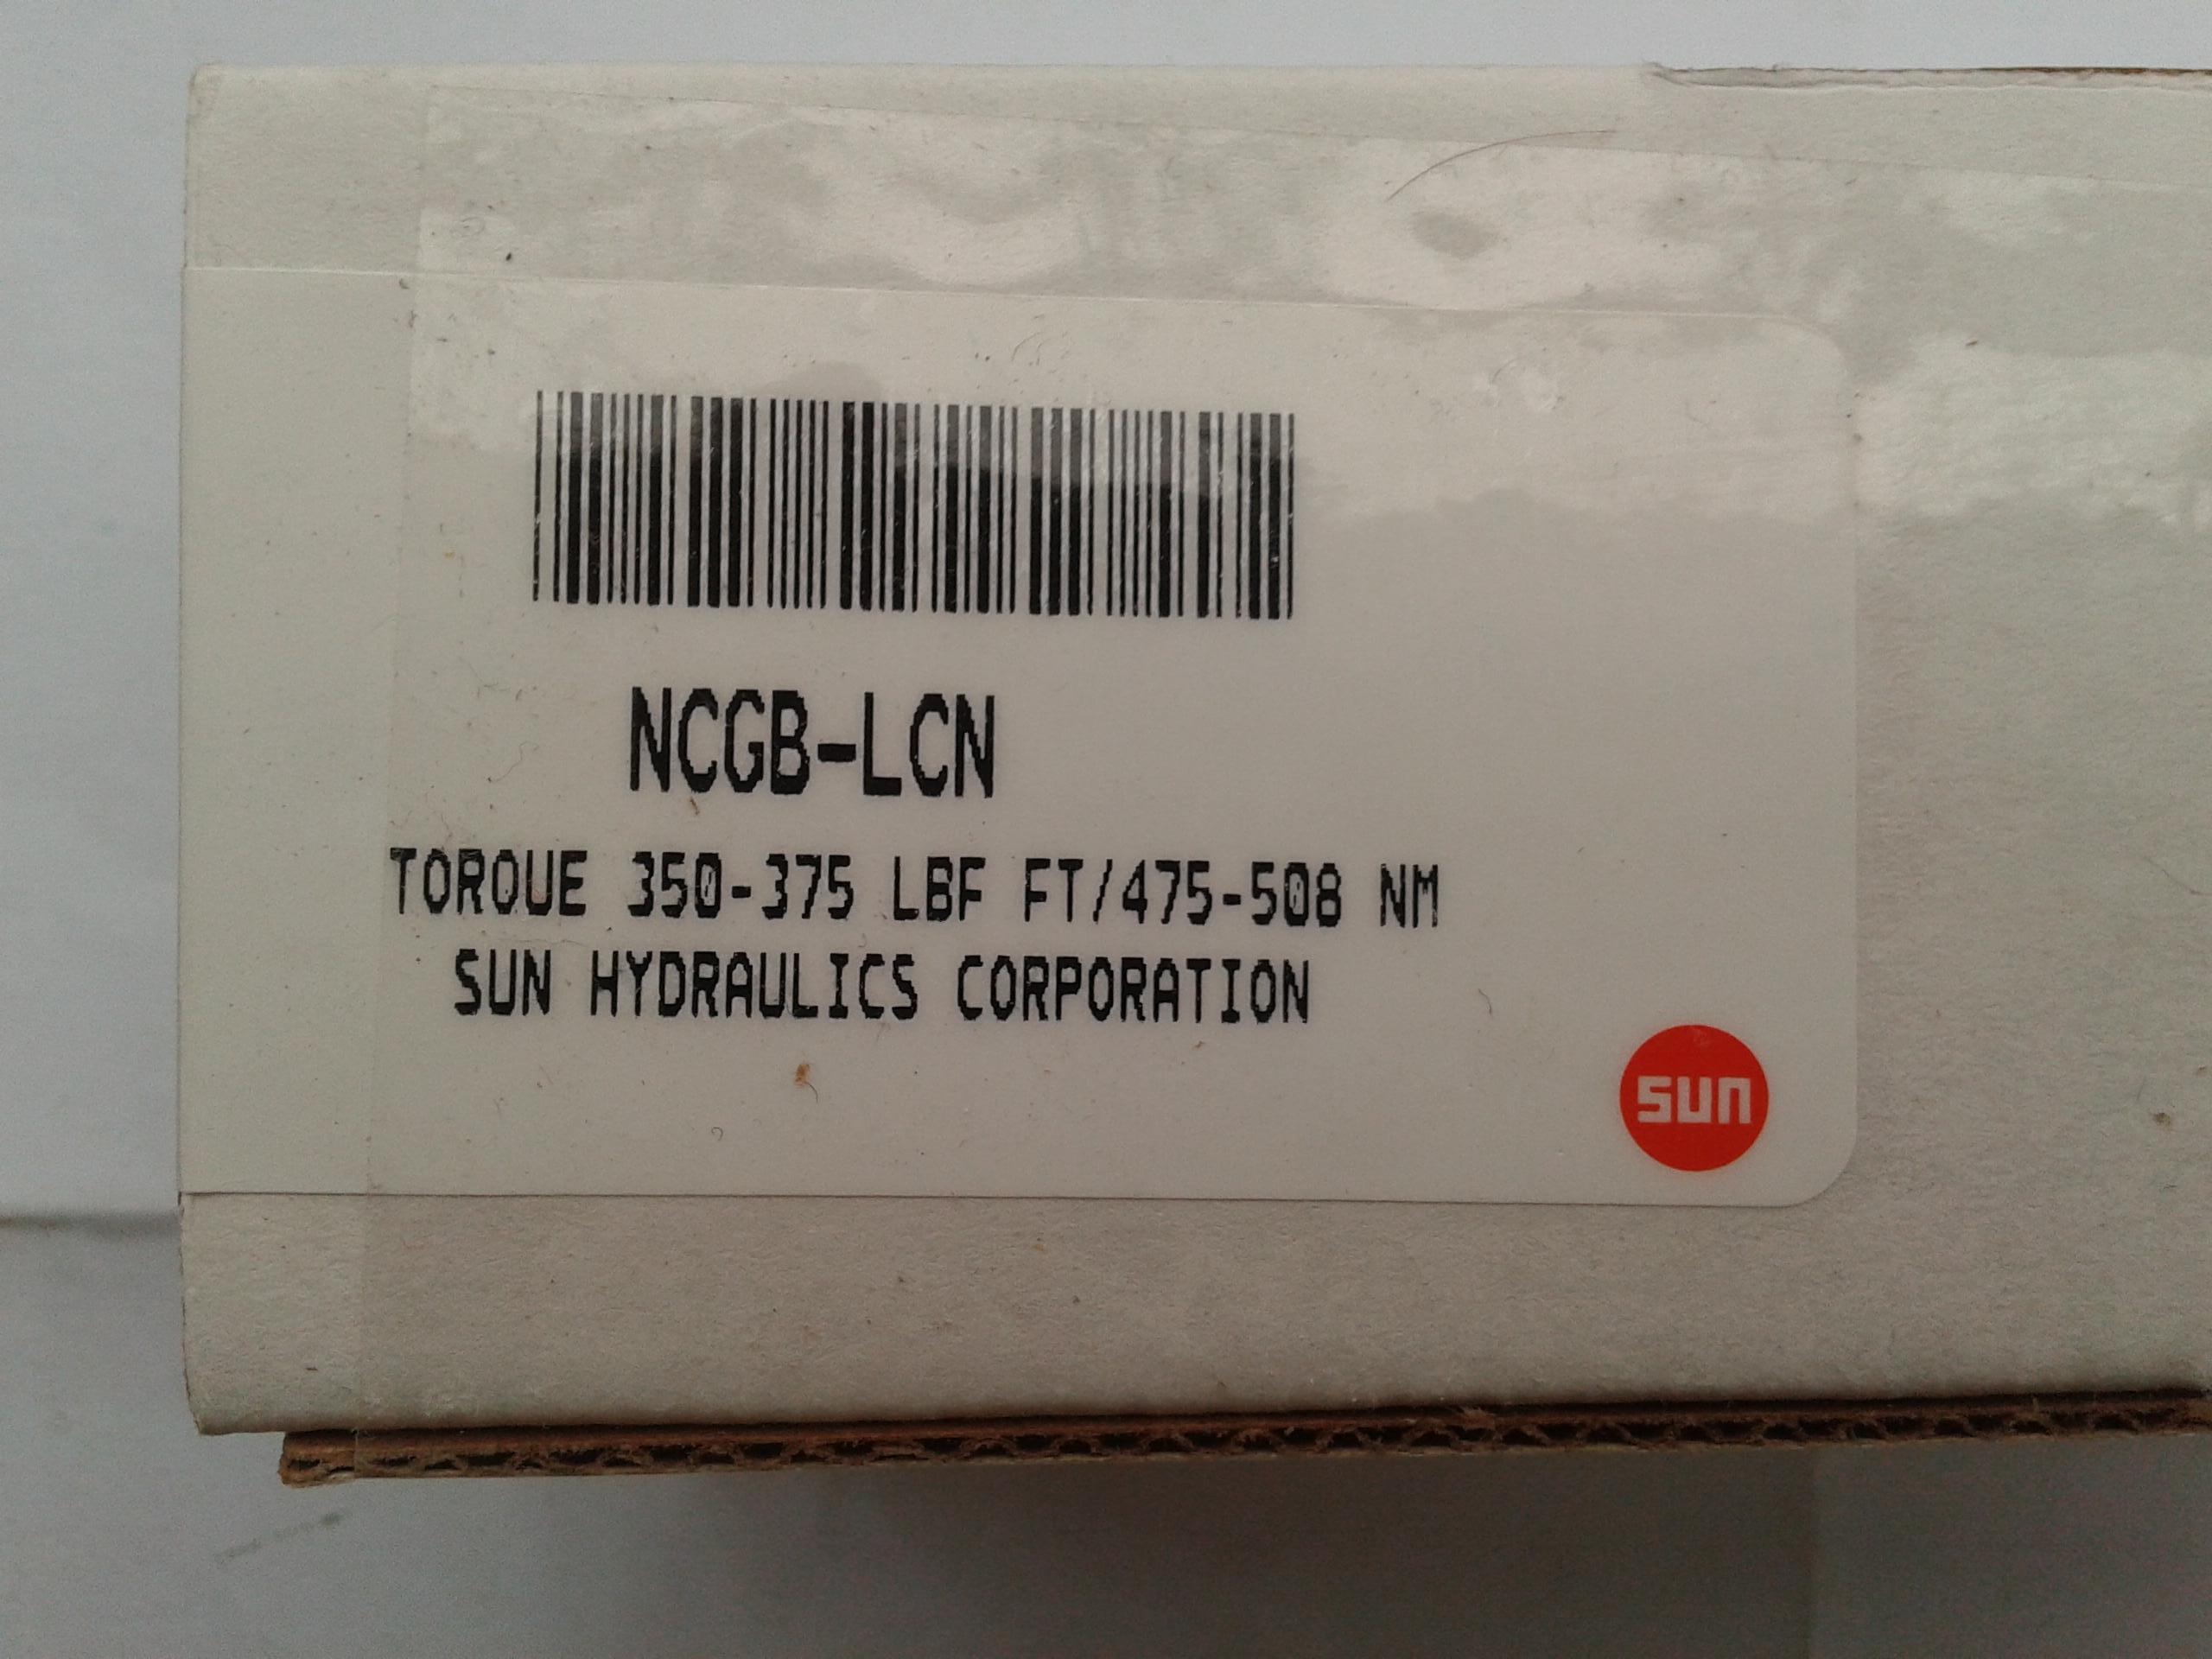 NCGB-LCN
TORQUE 350-375 LBF FT/475-508 NM
SUN HYDRAULICS CORPORATION
sun